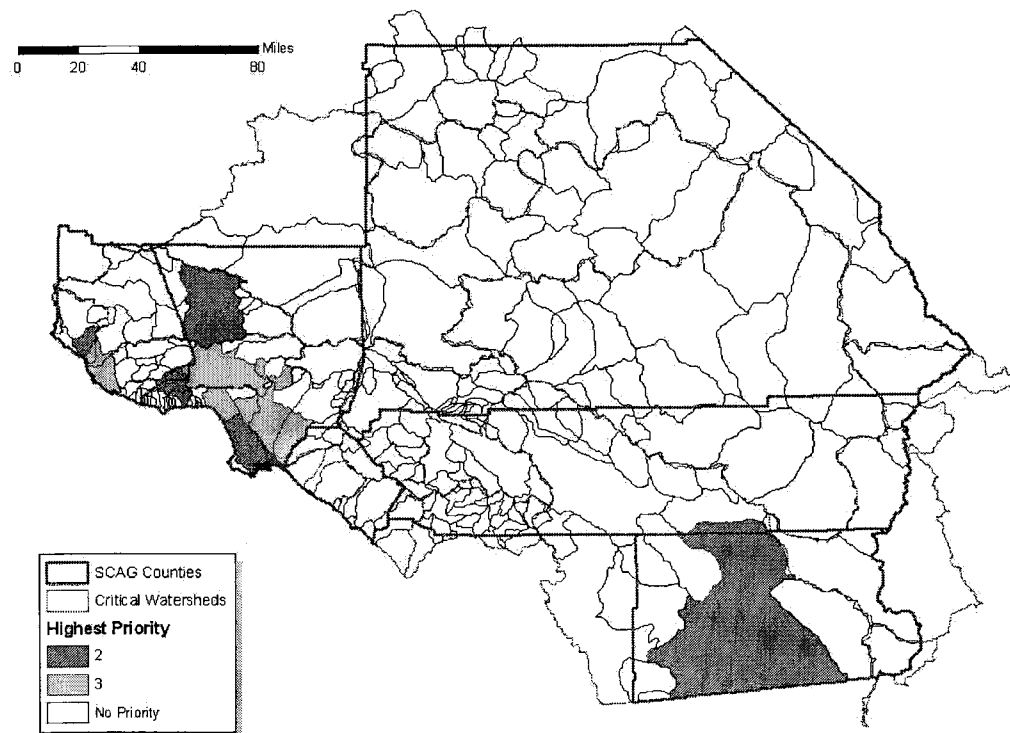 Miles
0 20 40 80
SCAG Counties
Critical Watersheds
Highest Priority
2
3
No Priority